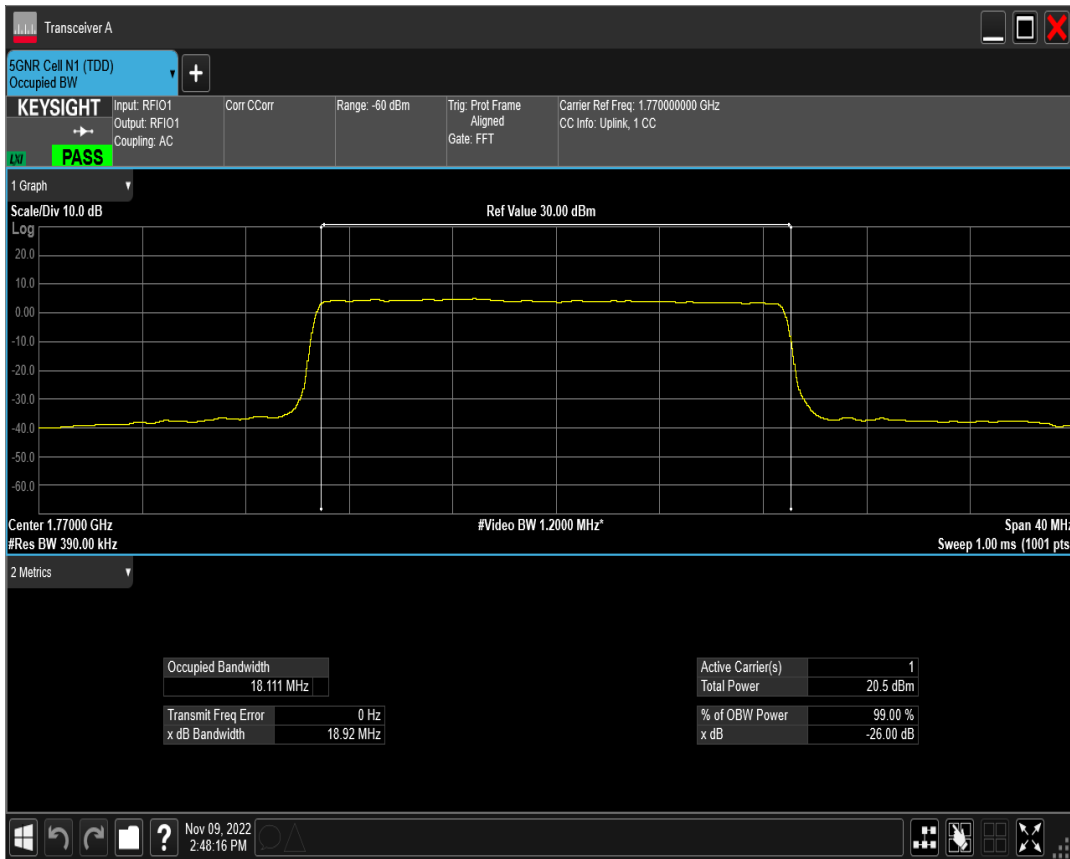 Transceiver A
5GNR Cell N1 (TDD)
Occupied BW
+
KEYSIGHT
LXI
PASS
Input: RFIO1
Output: RFIO1
Coupling: AC
Corr CCorr
Range: -60 dBm
Trig: Prot Frame
Aligned
Gate: FFT
Carrier Ref Freq: 1.770000000 GHz
CC Info: Uplink, 1 CC
1 Graph
Scale/Div 10.0 dB
Ref Value 30.00 dBm
Log
20.0
10.0
0.00
-10.0
-20.0
-30.0
-40.0
-50.0
-60.0
Center 1.77000 GHz
#Video BW 1.2000 MHz*
Span 40 MHz
#Res BW 390.00 kHz
Sweep 1.00 ms (1001 pts
2 Metrics
Occupied Bandwidth
18.111 MHz
Transmit Freq Error 0 Hz
x dB Bandwidth 18.92 MHz
Active Carrier(s) 1
Total Power 20.5 dBm
% of OBW Power 99.00 %
x dB -26.00 dB
?
Nov 09, 2022
2:48:16 PM